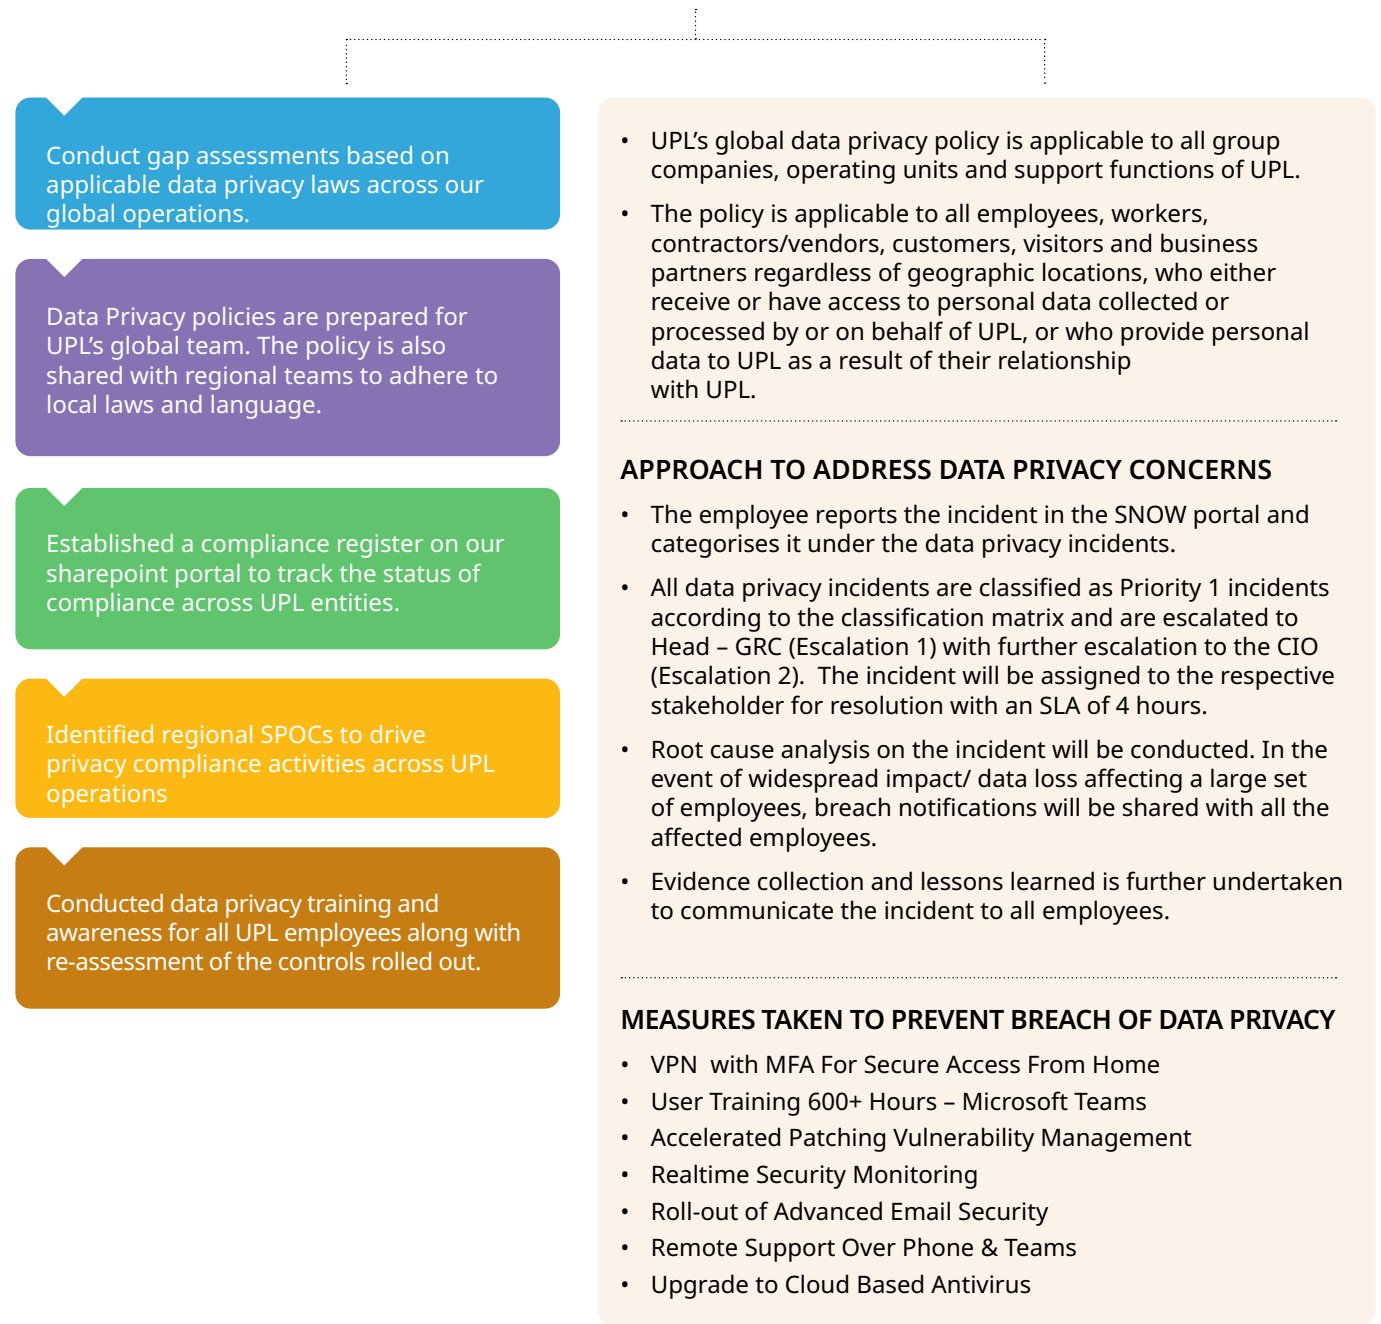 Conduct gap assessments based on
applicable data privacy laws across our
global operations.
Data Privacy policies are prepared for
UPL's global team. The policy is also
shared with regional teams to adhere to
local laws and language.
Established a compliance register on our
sharepoint portal to track the status of
compliance across UPL entities.
Identified regional SPOCs to drive
privacy compliance activities across UPL
operations
Conducted data privacy training and
awareness for all UPL employees along with
re-assessment of the controls rolled out.
• UPL's global data privacy policy is applicable to all group
companies, operating units and support functions of UPL.
• The policy is applicable to all employees, workers,
contractors/vendors, customers, visitors and business
partners regardless of geographic locations, who either
receive or have access to personal data collected or
processed by or on behalf of UPL, or who provide personal
data to UPL as a result of their relationship
with UPL.
APPROACH TO ADDRESS DATA PRIVACY CONCERNS
• The employee reports the incident in the SNOW portal and
categorises it under the data privacy incidents.
• All data privacy incidents are classified as Priority 1 incidents
according to the classification matrix and are escalated to
Head – GRC (Escalation 1) with further escalation to the CIO
(Escalation 2).  The incident will be assigned to the respective
stakeholder for resolution with an SLA of 4 hours.
• Root cause analysis on the incident will be conducted. In the
event of widespread impact/ data loss affecting a large set
of employees, breach notifications will be shared with all the
affected employees.
• Evidence collection and lessons learned is further undertaken
to communicate the incident to all employees.
MEASURES TAKEN TO PREVENT BREACH OF DATA PRIVACY
• VPN  with MFA For Secure Access From Home
• User Training 600+ Hours – Microsoft Teams
• Accelerated Patching Vulnerability Management
• Realtime Security Monitoring
• Roll-out of Advanced Email Security
• Remote Support Over Phone & Teams
• Upgrade to Cloud Based Antivirus